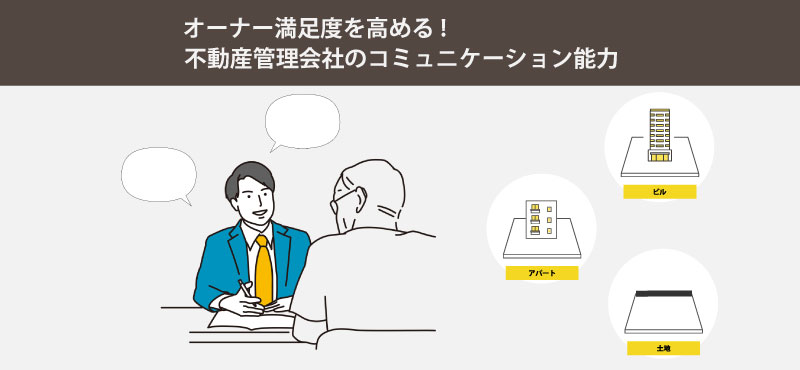 オーナー満足度を高める!
不動産管理会社のコミュニケーション能力
ビル
アパート
土地